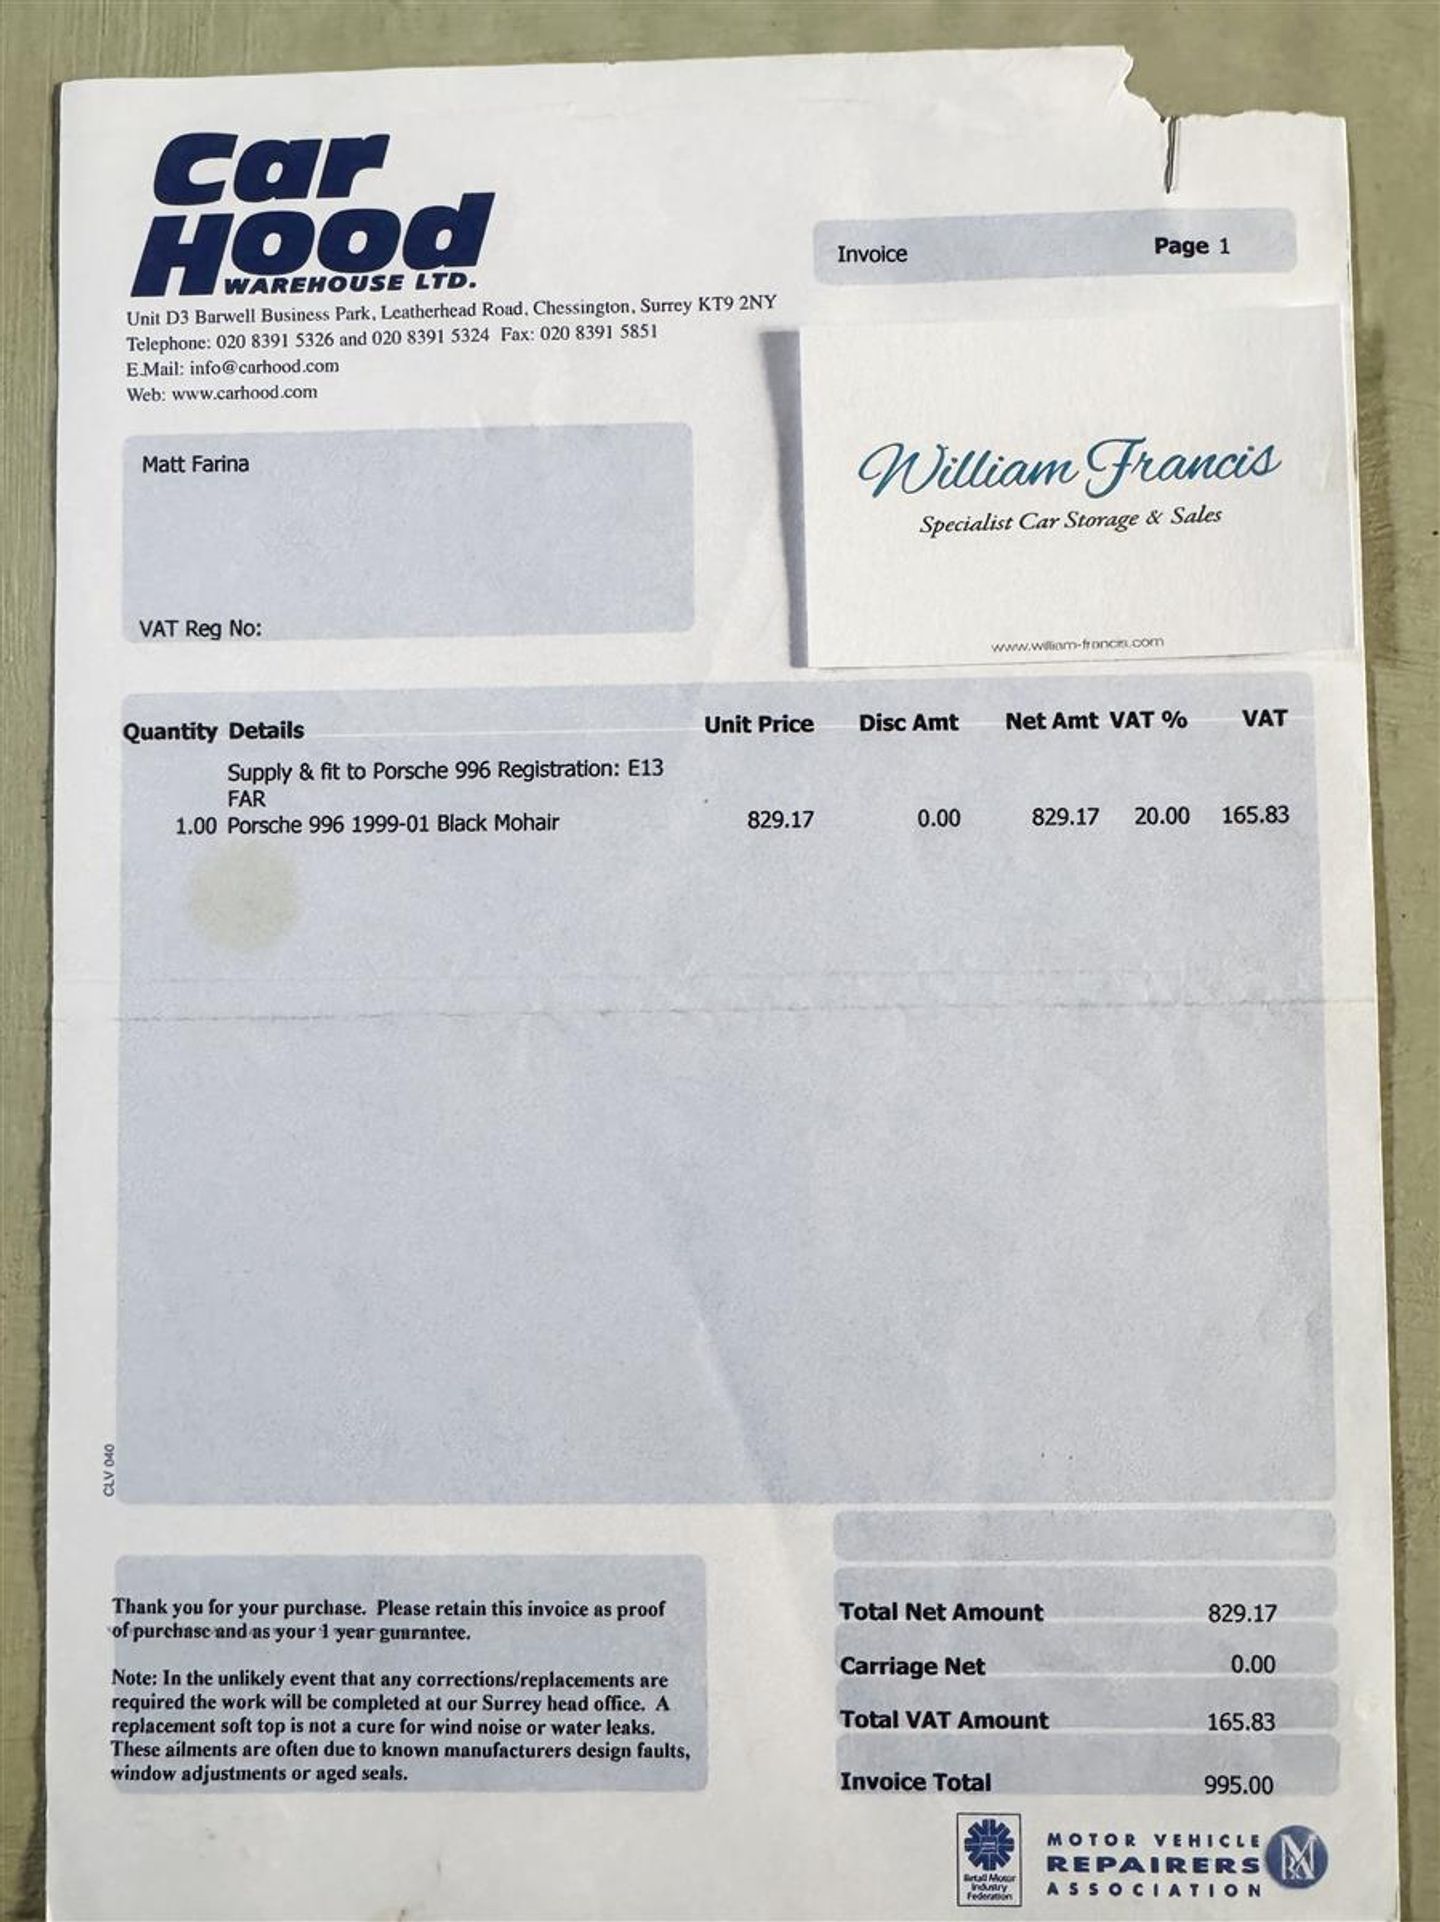 Car
Hood
WAREHOUSE LTD.
Unit D3 Barwell Business Park, Leatherhead Road, Chessington, Surrey KT9 2NY
Telephone: 020 8391 5326 and 020 8391 5324 Fax: 020 8391 5851
E.Mail: info@carhood.com
Web: www.carhood.com
Invoice Page 1
William Francis
Specialist Car Storage & Sales
www.william-francis.com
Matt Farina
VAT Reg No:
Quantity Details Unit Price Disc Amt Net Amt VAT % VAT
Supply & fit to Porsche 996 Registration: E13
FAR
1.00 Porsche 996 1999-01 Black Mohair 829.17 0.00 829.17 20.00 165.83
CLV 040
Thank you for your purchase. Please retain this invoice as proof
of purchase and as your 1 year guarantee.
Note: In the unlikely event that any corrections/replacements are
required the work will be completed at our Surrey head office. A
replacement soft top is not a cure for wind noise or water leaks.
These ailments are often due to known manufacturers design faults,
window adjustments or aged seals.
Total Net Amount 829.17
Carriage Net 0.00
Total VAT Amount 165.83
Invoice Total 995.00
Retail Motor
Industry
Federation
MOTOR VEHICLE
REPAIRERS
ASSOCIATION